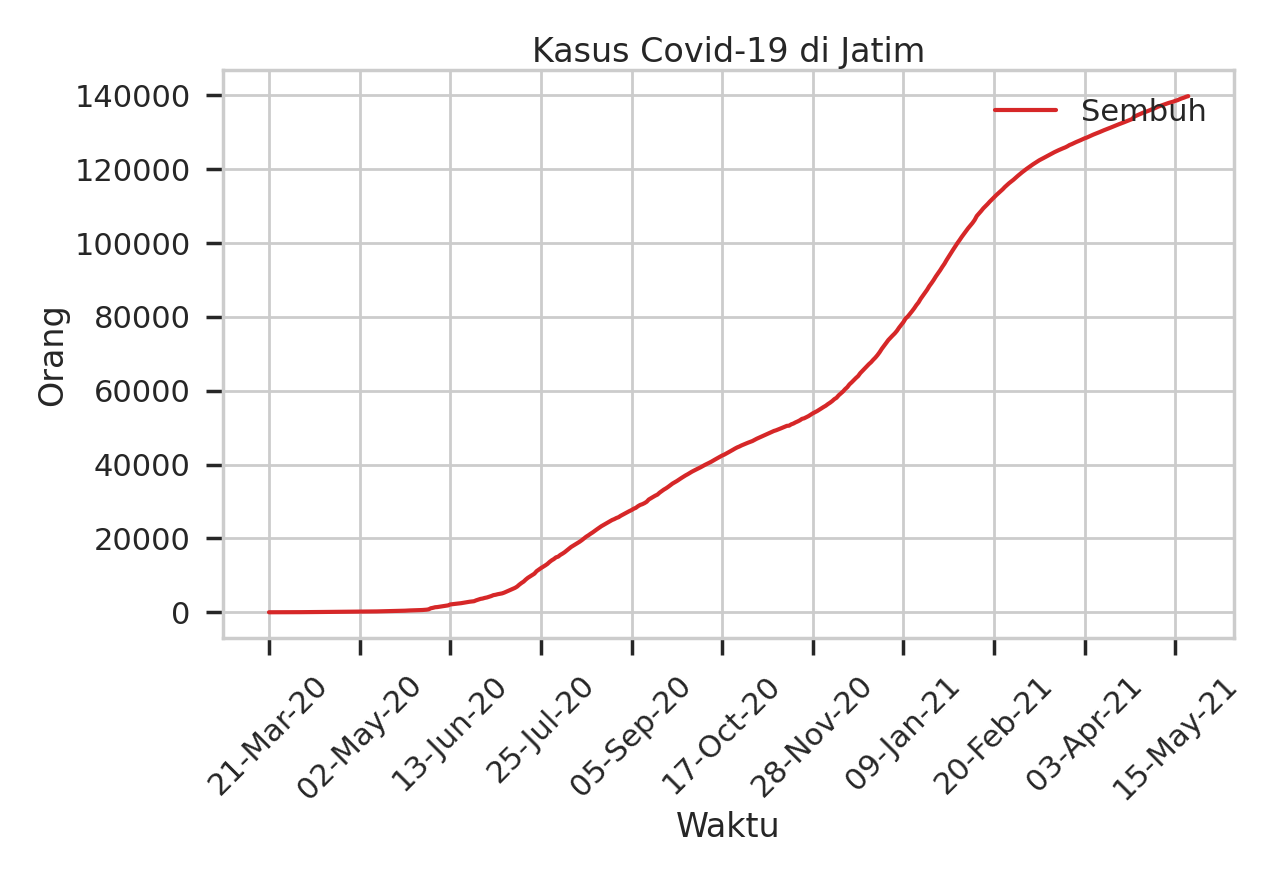 Kasus Covid-19 di Jatim
Sembuh
Orang
140000
120000
100000
80000
60000
40000
20000
0
21-Mar-20
02-May-20
13-Jun-20
25-Jul-20
05-Sep-20
17-Oct-20
28-Nov-20
09-Jan-21
20-Feb-21
03-Apr-21
15-May-21
Waktu